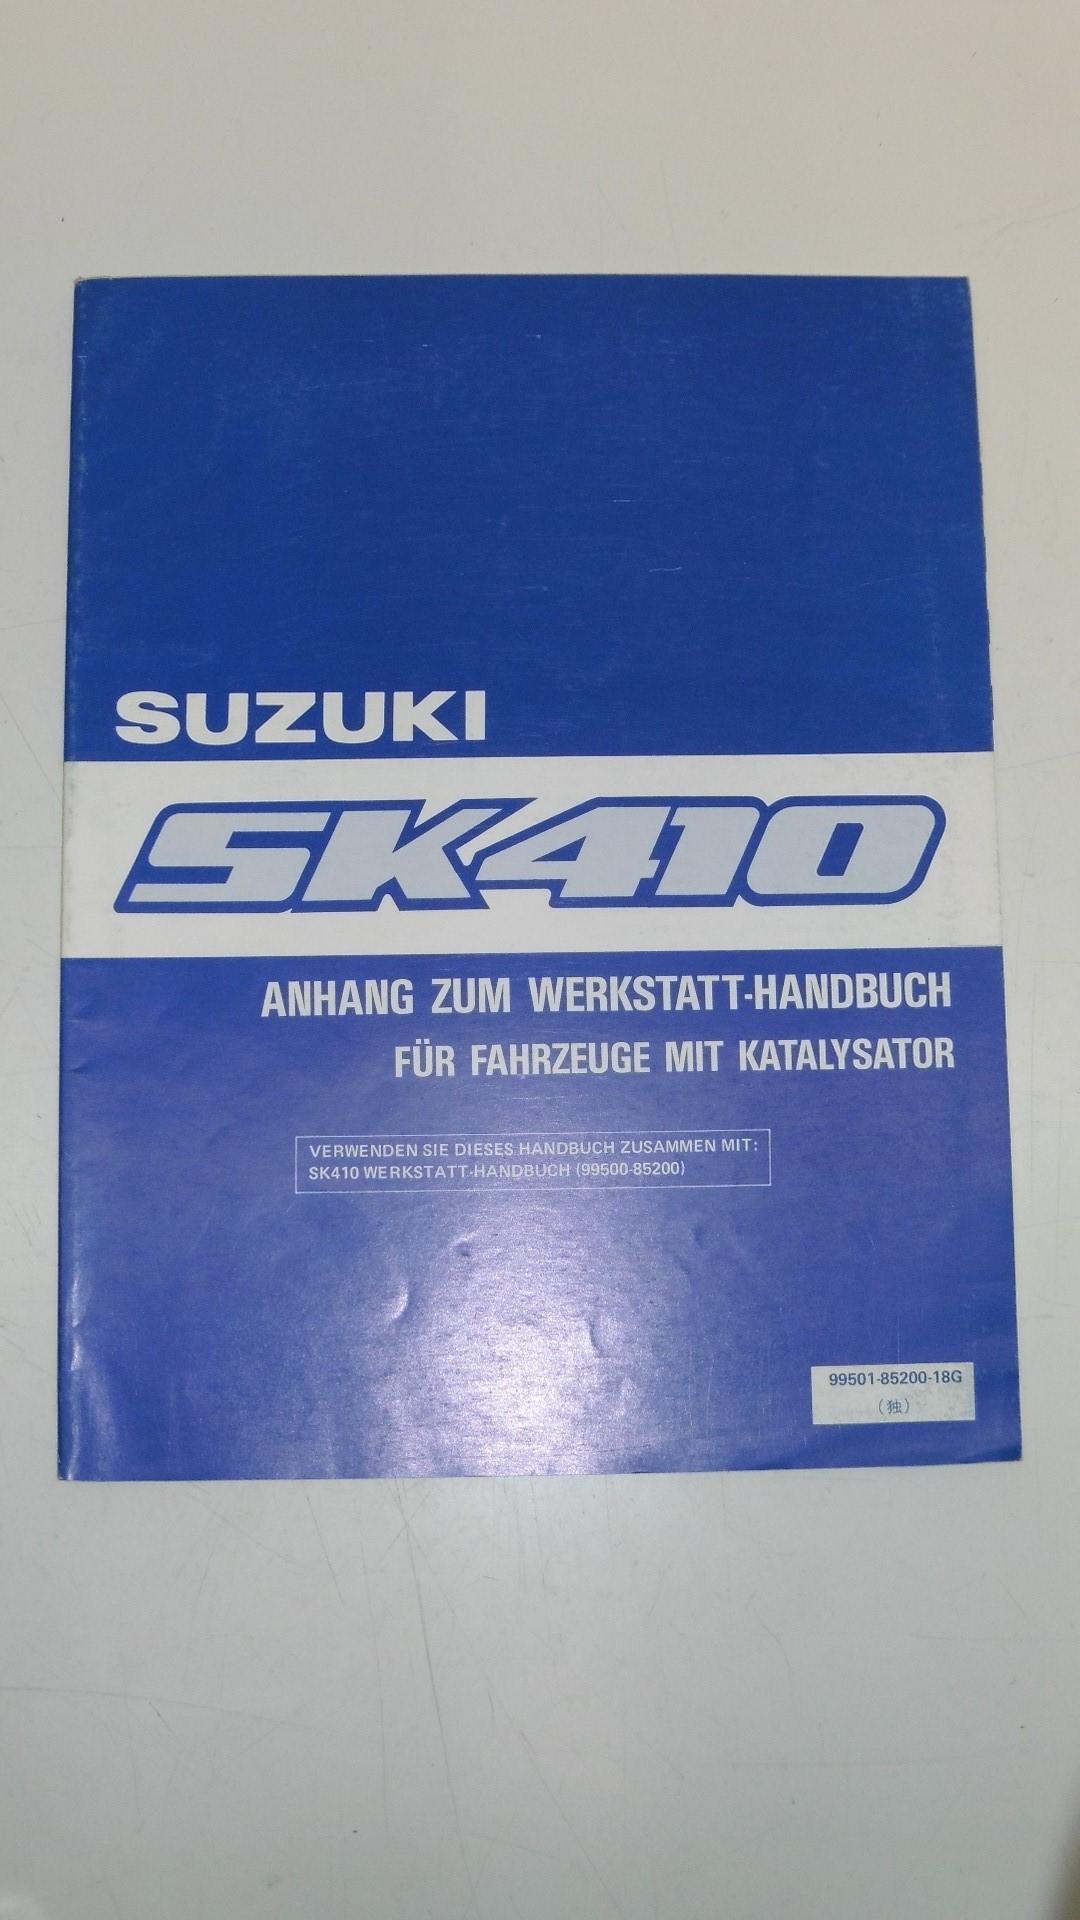 SUZUKI
SK410
ANHANG ZUM WERKSTATT-HANDBUCH
FÜR FAHRZEUGE MIT KATALYSATOR
VERWENDEN SIE DIESES HANDBUCH ZUSAMMEN MIT:
SK410 WERKSTATT-HANDBUCH (99500-85200)
99501-85200-18G
(独)